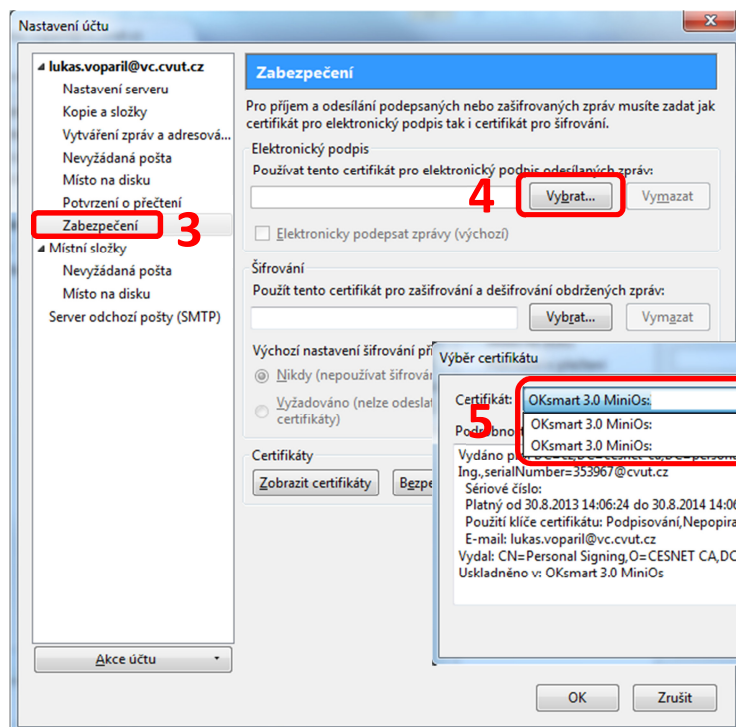 Nastavení účtu
lukas.voparil@vc.cvut.cz
Nastavení serveru
Kopie a složky
Vytváření zpráv a adresová...
Nevyžádaná pošta
Místo na disku
Potvrzení o přečtení
Zabezpečení
3
Místní složky
Nevyžádaná pošta
Místo na disku
Server odchozí pošty (SMTP)
Akce účtu
Zabezpečení
Pro příjem a odesílání podepsaných nebo zašifrovaných zpráv musíte zadat jak
certifikát pro elektronický podpis tak i certifikát pro šifrování.
Elektronický podpis
Používat tento certifikát pro elektronický podpis odesílaných zpráv:
4
Vybrat...
Vymazat
Elektronicky podepsat zprávy (výchozí)
Šifrování
Použít tento certifikát pro zašifrování a dešifrování obdržených zpráv:
Vybrat...
Vymazat
Výchozí nastavení šifrování
Nikdy (nepoužívat
Vyžadováno (nelze
certifikáty)
Certifikáty
Zobrazit certifikáty
Výběr certifikátu
Certifikát:
OKsmart 3.0 MiniOs:
5
OKsmart 3.0 MiniOs:
OKsmart 3.0 MiniOs:
Vydáno
Ing.,serialNumber=353967@cvut.cz
Sériové číslo:
Platný od 30.8.2013 14:06:24 do 30.8.2014 14:06
Použití klíče certifikátu: Podpisování,Nepopira
E-mail: lukas.voparil@vc.cvut.cz
Vydal: CN=Personal Signing,O=CESNET CA,DC
Uskladněno v: OKsmart 3.0 MiniOs
OK
Zrušit